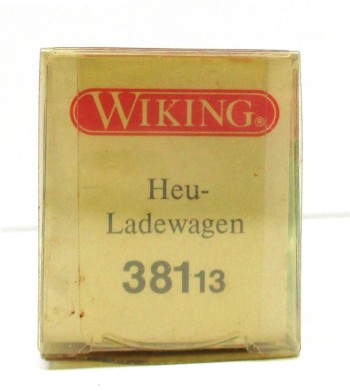 WIKING®
Heu-
Ladewagen
38113